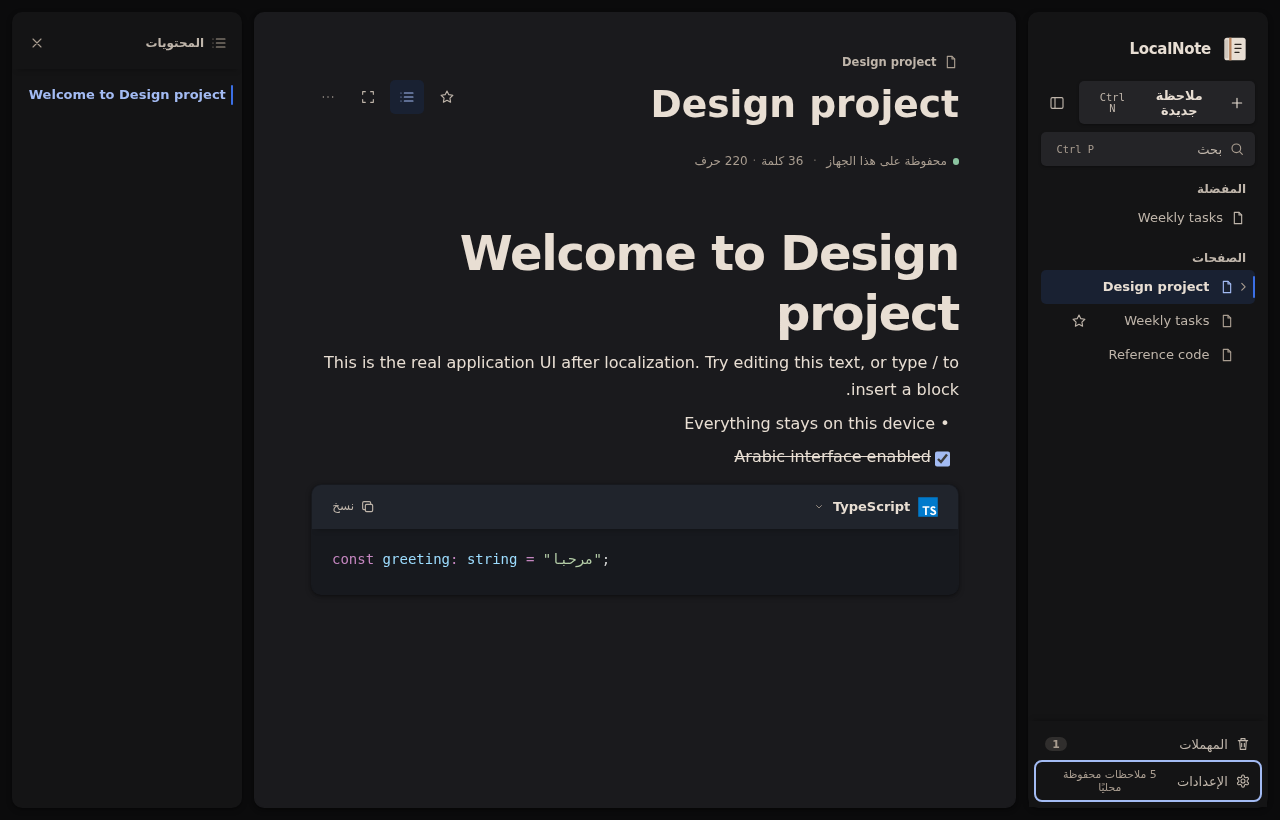 LocalNote
ملاحظة جديدة
Ctrl N
بحث
Ctrl P
المفضلة
Weekly tasks
الصفحات
Design project
Weekly tasks
Reference code
المهملات
1
الإعدادات
5 ملاحظات محفوظة
محليًا
Design project
Design project
محفوظة على هذا الجهاز · 36 كلمة · 220 حرف
Welcome to Design
project
This is the real application UI after localization. Try editing this text, or type / to
insert a block.
• Everything stays on this device
Arabic interface enabled
TS TypeScript
نسخ
const greeting: string = "مرحبا";
المحتويات
Welcome to Design project